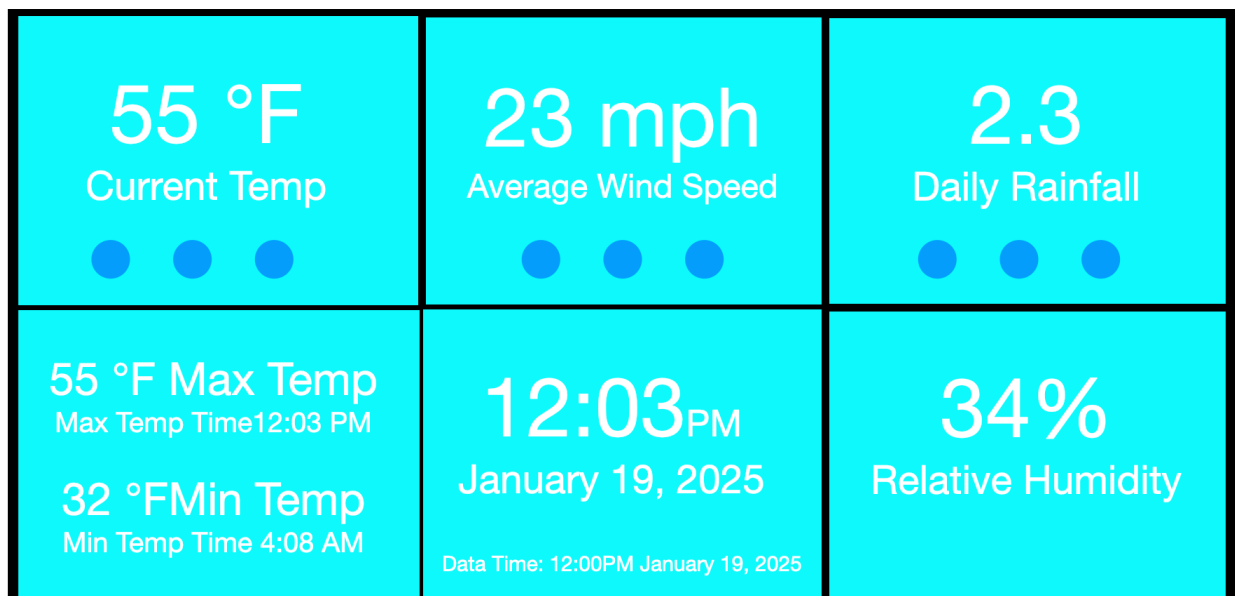 55 °F
Current Temp
23 mph
Average Wind Speed
2.3
Daily Rainfall
55 °F Max Temp
Max Temp Time12:03 PM
32 °FMin Temp
Min Temp Time 4:08 AM
12:03PM
January 19, 2025
Data Time: 12:00PM January 19, 2025
34%
Relative Humidity